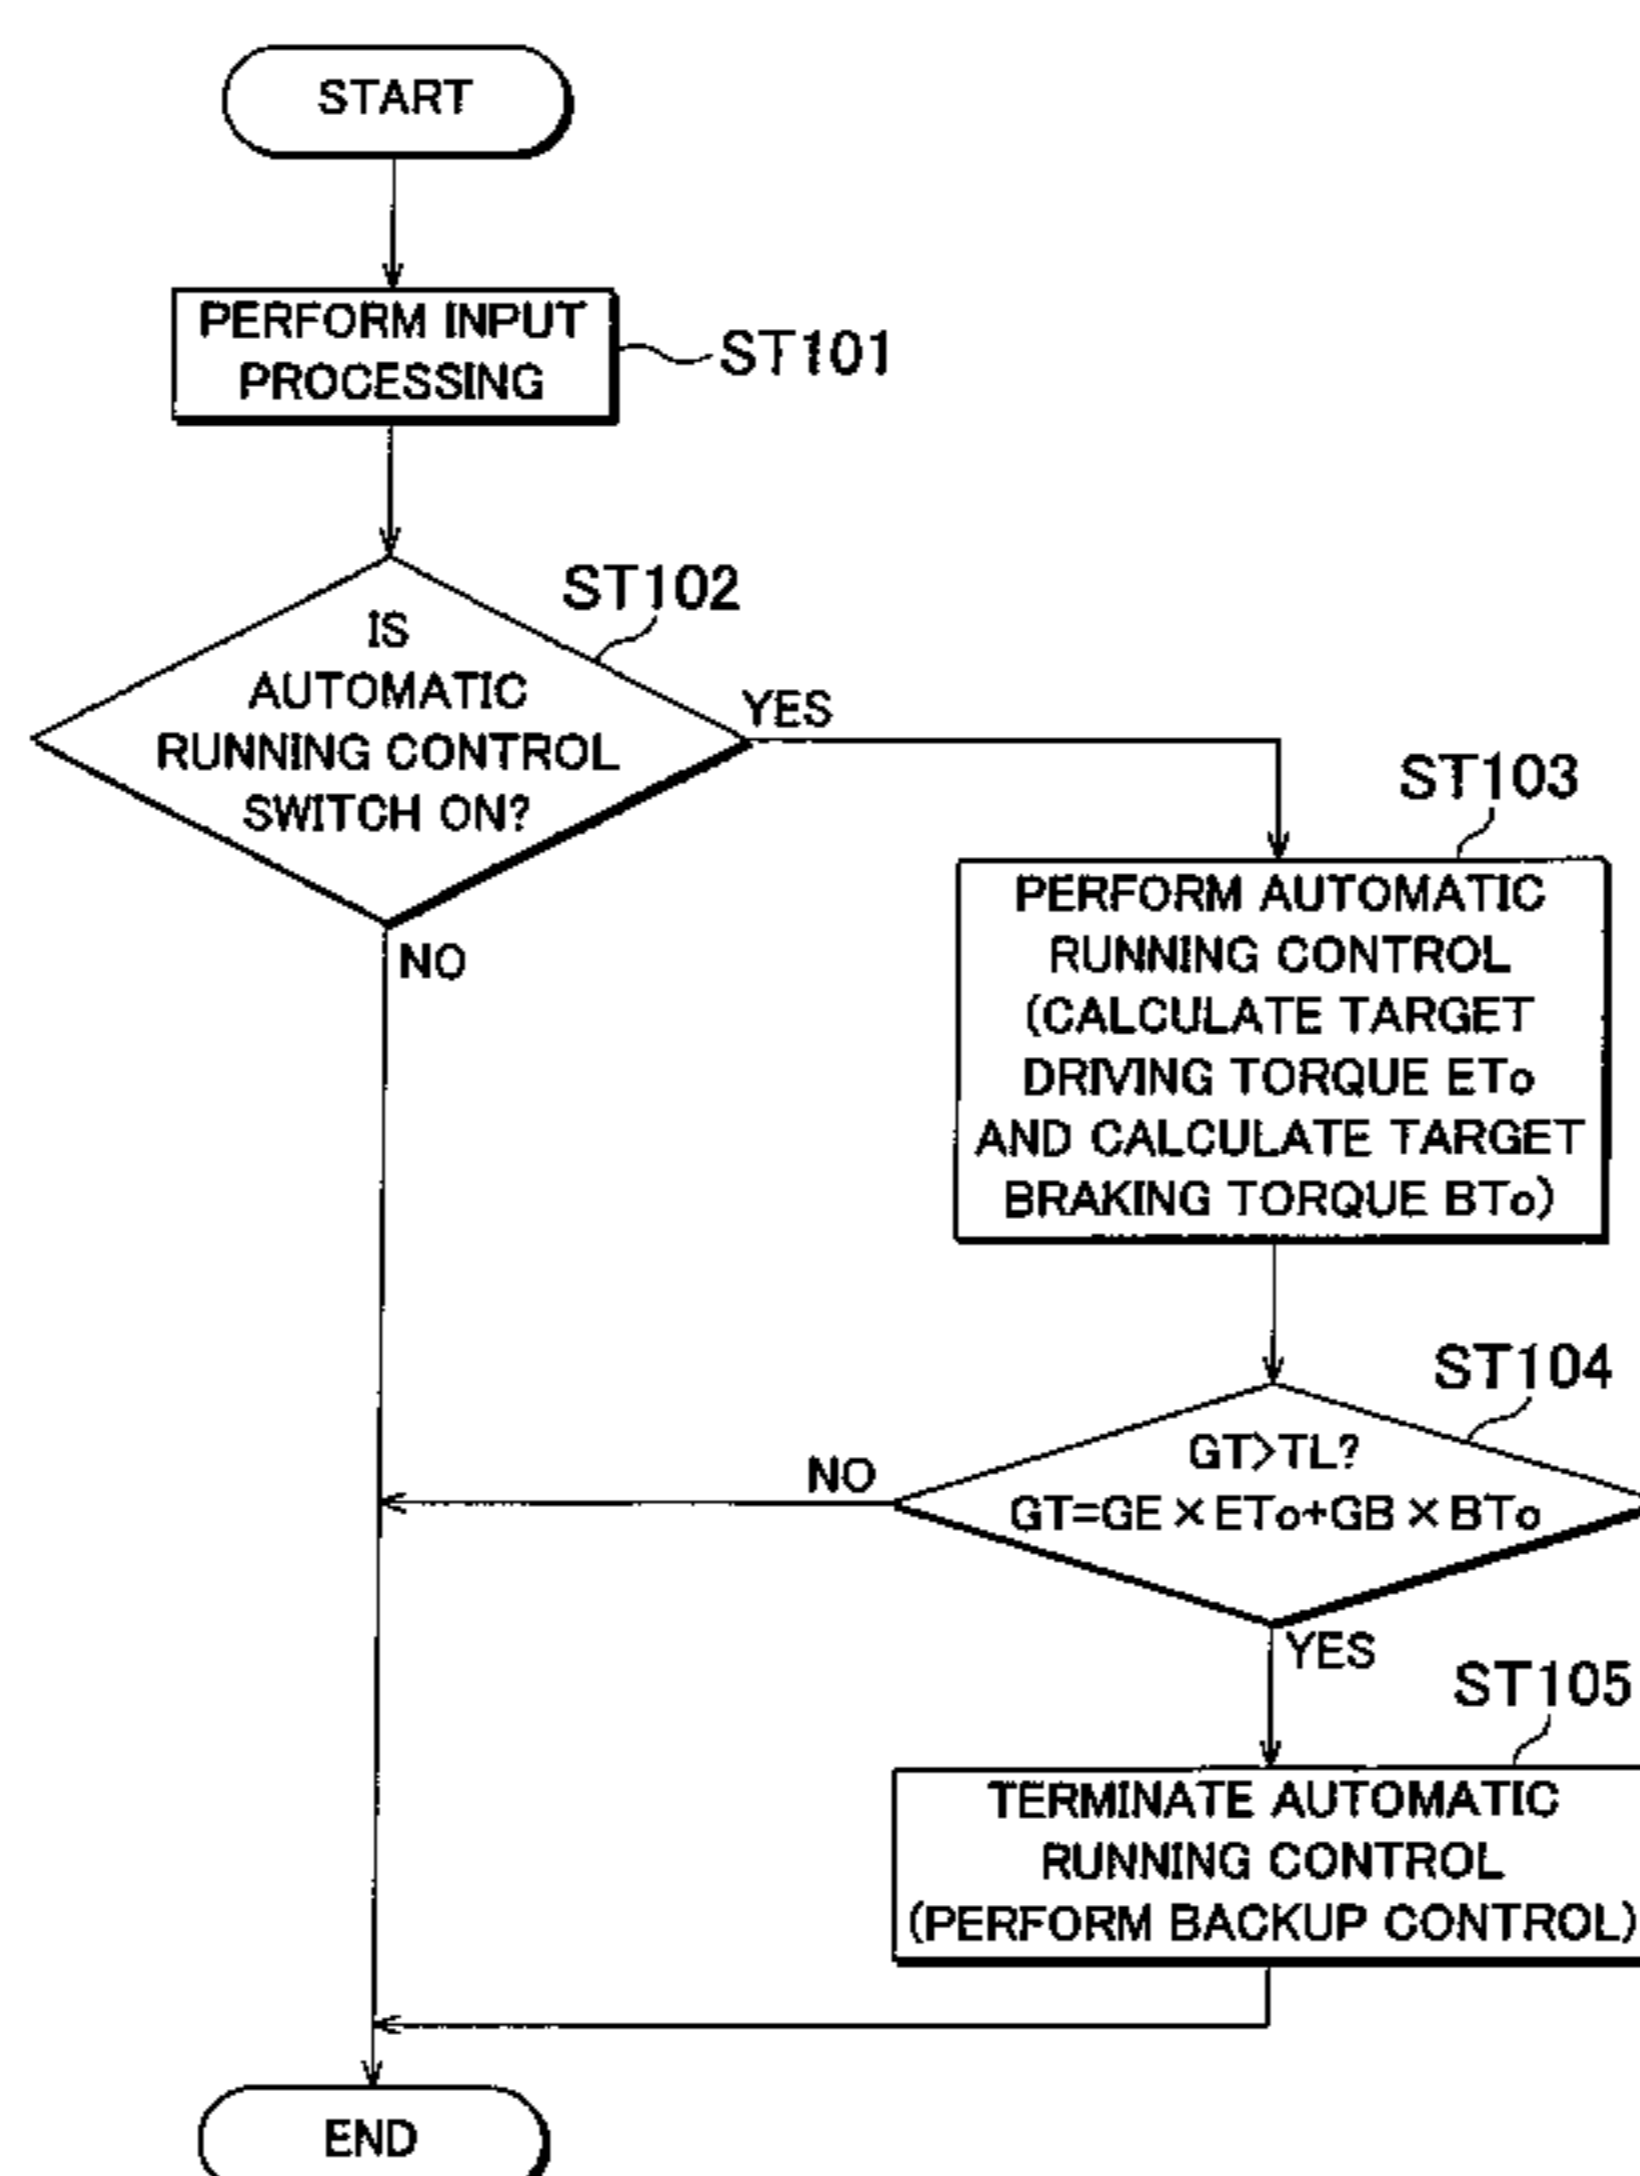 START
PERFORM INPUT
PROCESSING
ST101
ST102
IS
AUTOMATIC
RUNNING CONTROL
SWITCH ON?
YES
NO
ST103
PERFORM AUTOMATIC
RUNNING CONTROL
(CALCULATE TARGET
DRIVING TORQUE ETo
AND CALCULATE TARGET
BRAKING TORQUE BTo)
ST104
GT>TL?
GT=GE×ETo+GB×BTo
NO
YES
ST105
TERMINATE AUTOMATIC
RUNNING CONTROL
(PERFORM BACKUP CONTROL)
END